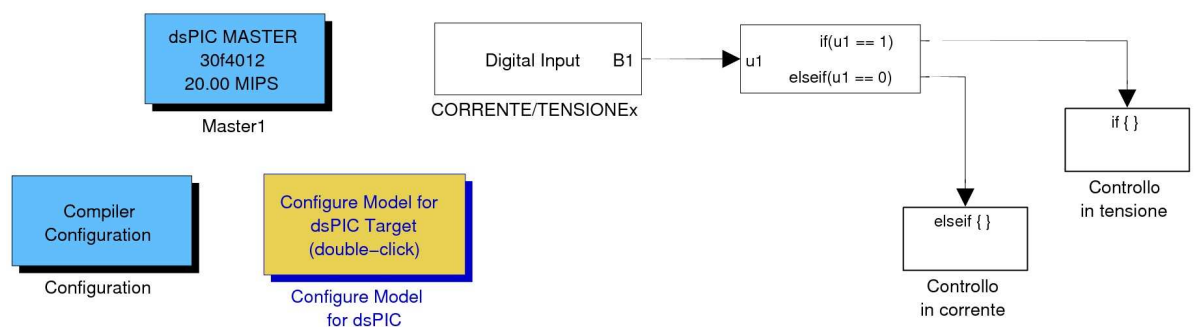 dsPIC MASTER
30f4012
20.00 MIPS
Master1
Digital Input
B1
CORRENTE/TENSIONEx
u1
if(u1 == 1)
elseif(u1 == 0)
if { }
Controllo
in tensione
elseif { }
Controllo
in corrente
Compiler
Configuration
Configuration
Configure Model for
dsPIC Target
(double−click)
Configure Model
for dsPIC